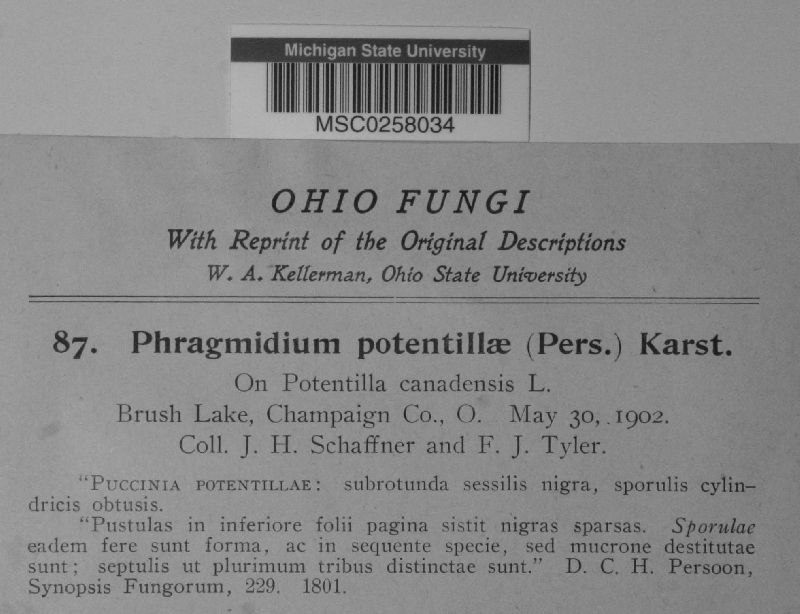 Michigan State University
MSC0258034
OHIO FUNGI
With Reprint of the Original Descriptions
W. A. Kellerman, Ohio State University
87. Phragmidium potentillæ (Pers.) Karst.
On Potentilla canadensis L.
Brush Lake, Champaign Co., O. May 30, 1902.
Coll. J. H. Schaffner and F. J. Tyler.
"PUCCINIA POTENTILLAE: subrotunda sessilis nigra, sporulis cylin-
dricis obtusis.
"Pustulas in inferiore folii pagina sistit nigras sparsas. Sporulae
eadem fere sunt forma, ac in sequente specie, sed mucrone destitutae
sunt; septulis ut plurimum tribus distinctae sunt." D. C. H. Persoon,
Synopsis Fungorum, 229. 1801.